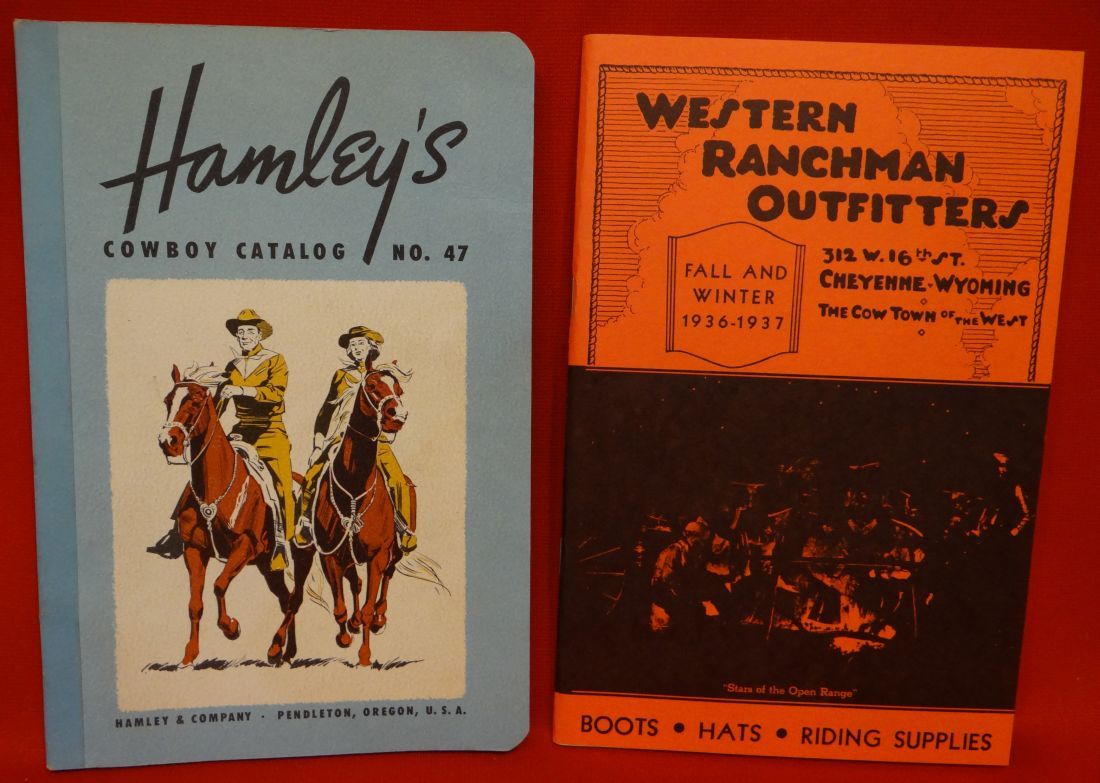 Hamley's
COWBOY CATALOG NO. 47
HAMLEY & COMPANY · PENDLETON, OREGON, U. S. A.
WESTERN
RANCHMAN
OUTFITTERS
FALL AND
WINTER
1936-1937
312 W. 16th ST.
CHEYENNE-WYOMING
THE COW TOWN OF THE WEST
"Stars of the Open Range"
BOOTS • HATS • RIDING SUPPLIES